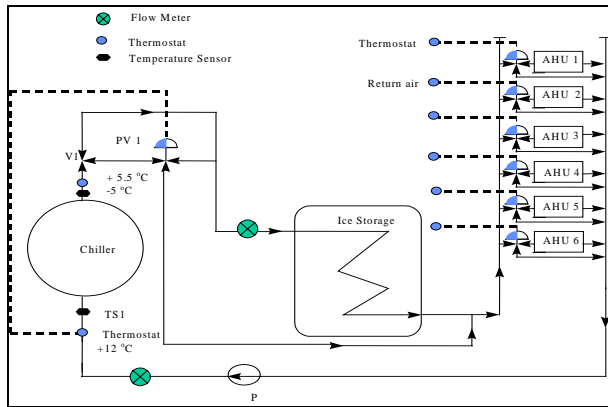 Flow Meter
Thermostat
Temperature Sensor
Thermostat
Return air
AHU 1
AHU 2
AHU 3
AHU 4
AHU 5
AHU 6
PV 1
V1
+ 5.5 °C
-5 °C
Chiller
Ice Storage
TS1
Thermostat
+12 °C
P